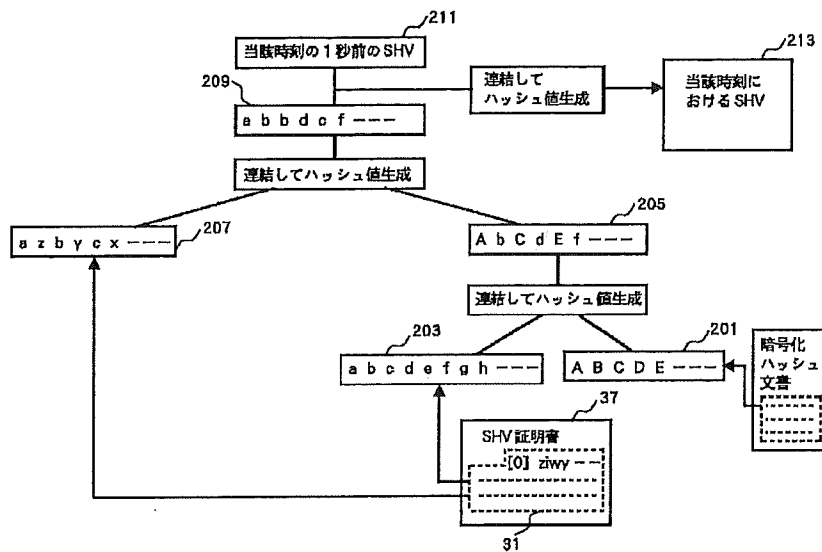 211
当該時刻の1秒前のSHV
213
209
連結して
ハッシュ値生成
当該時刻に
おけるSHV
a b b d c f ---
連結してハッシュ値生成
205
a z b y c x ---
207
A b C d E f ---
連結してハッシュ値生成
203
201
a b c d e f g h ---
A B C D E ---
暗号化
ハッシュ
文書
37
SHV証明書
[0] ziwy ---
31